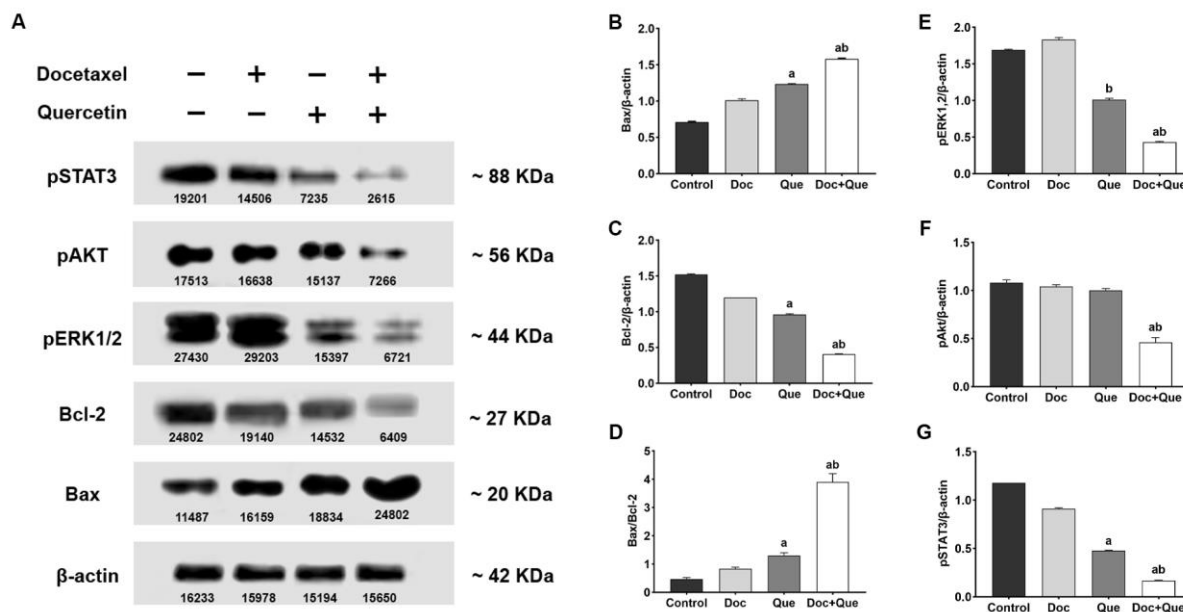 A
Docetaxel − + − +
Quercetin − − + +
pSTAT3 ~ 88 KDa
19201 14506 7235 2615
pAKT ~ 56 KDa
17513 16638 15137 7266
pERK1/2 ~ 44 KDa
27430 29203 15397 6721
Bcl-2 ~ 27 KDa
24802 19140 14532 6409
Bax ~ 20 KDa
11487 16159 18834 24802
β-actin ~ 42 KDa
16233 15978 15194 15650
B
Bax/β-actin
2.0
1.5
1.0
0.5
0.0
a
ab
Control Doc Que Doc+Que
C
Bcl-2/β-actin
2.0
1.5
1.0
0.5
0.0
a
ab
Control Doc Que Doc+Que
D
Bax/Bcl-2
5
4
3
2
1
0
a
ab
Control Doc Que Doc+Que
E
pERK1,2/β-actin
2.0
1.5
1.0
0.5
0.0
b
ab
Control Doc Que Doc+Que
F
pAkt/β-actin
1.5
1.0
0.5
0.0
ab
Control Doc Que Doc+Que
G
pSTAT3/β-actin
1.5
1.0
0.5
0.0
a
ab
Control Doc Que Doc+Que